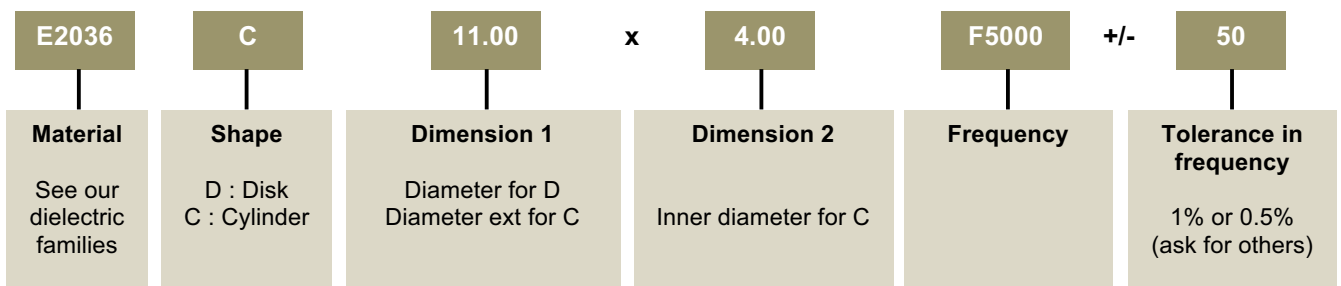 E2036 C 11.00 x 4.00 F5000 +/- 50
Material
See our
dielectric
families
Shape
D : Disk
C : Cylinder
Dimension 1
Diameter for D
Diameter ext for C
Dimension 2
Inner diameter for C
Frequency
Tolerance in
frequency
1% or 0.5%
(ask for others)